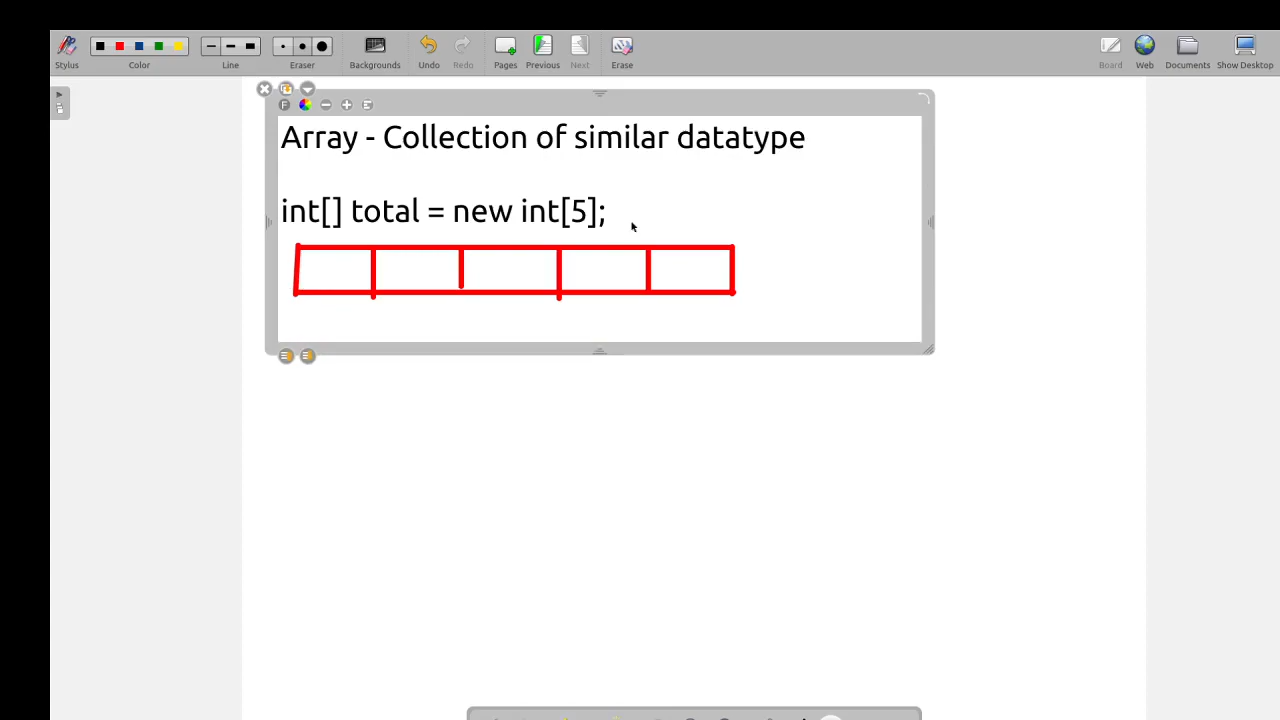 Stylus Color Line Eraser Backgrounds Undo Redo Pages Previous Next Erase Board Web Documents Show Desktop
Array - Collection of similar datatype
int[] total = new int[5];